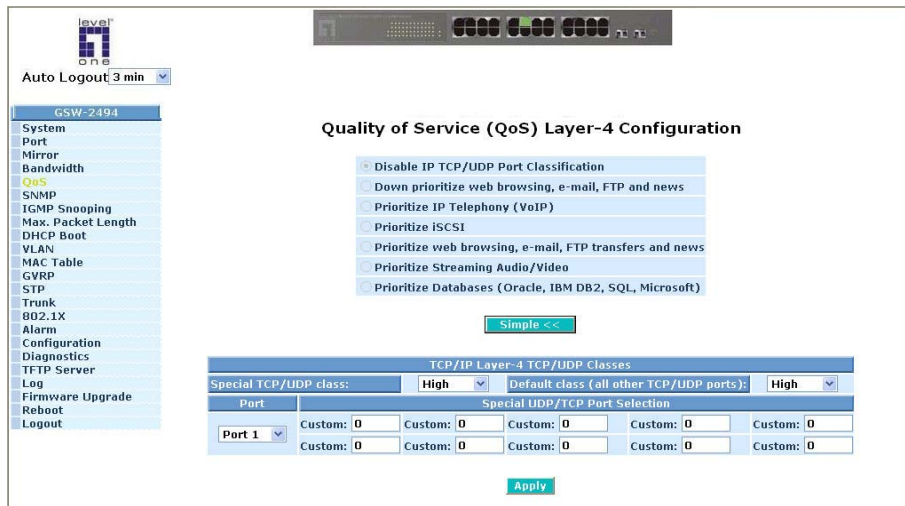 level
one
Auto Logout 3 min
GSW-2494
System
Port
Mirror
Bandwidth
QoS
SNMP
IGMP Snooping
Max. Packet Length
DHCP Boot
VLAN
MAC Table
GVRP
STP
Trunk
802.1X
Alarm
Configuration
Diagnostics
TFTP Server
Log
Firmware Upgrade
Reboot
Logout
Quality of Service (QoS) Layer-4 Configuration
Disable IP TCP/UDP Port Classification
Down prioritize web browsing, e-mail, FTP and news
Prioritize IP Telephony (VoIP)
Prioritize iSCSI
Prioritize web browsing, e-mail, FTP transfers and news
Prioritize Streaming Audio/Video
Prioritize Databases (Oracle, IBM DB2, SQL, Microsoft)
Simple <<
TCP/IP Layer-4 TCP/UDP Classes
Special TCP/UDP class: High Default class (all other TCP/UDP ports): High
Port Special UDP/TCP Port Selection
Port 1
Custom: 0 Custom: 0 Custom: 0 Custom: 0 Custom: 0
Custom: 0 Custom: 0 Custom: 0 Custom: 0 Custom: 0
Apply